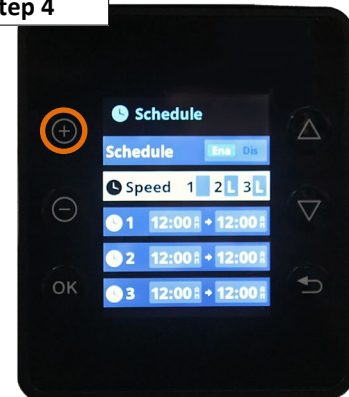 tep 4
Schedule
Schedule Ena Dis
Speed 1 2 L 3 L
1 12:00 12:00
2 12:00 12:00
3 12:00 12:00
OK